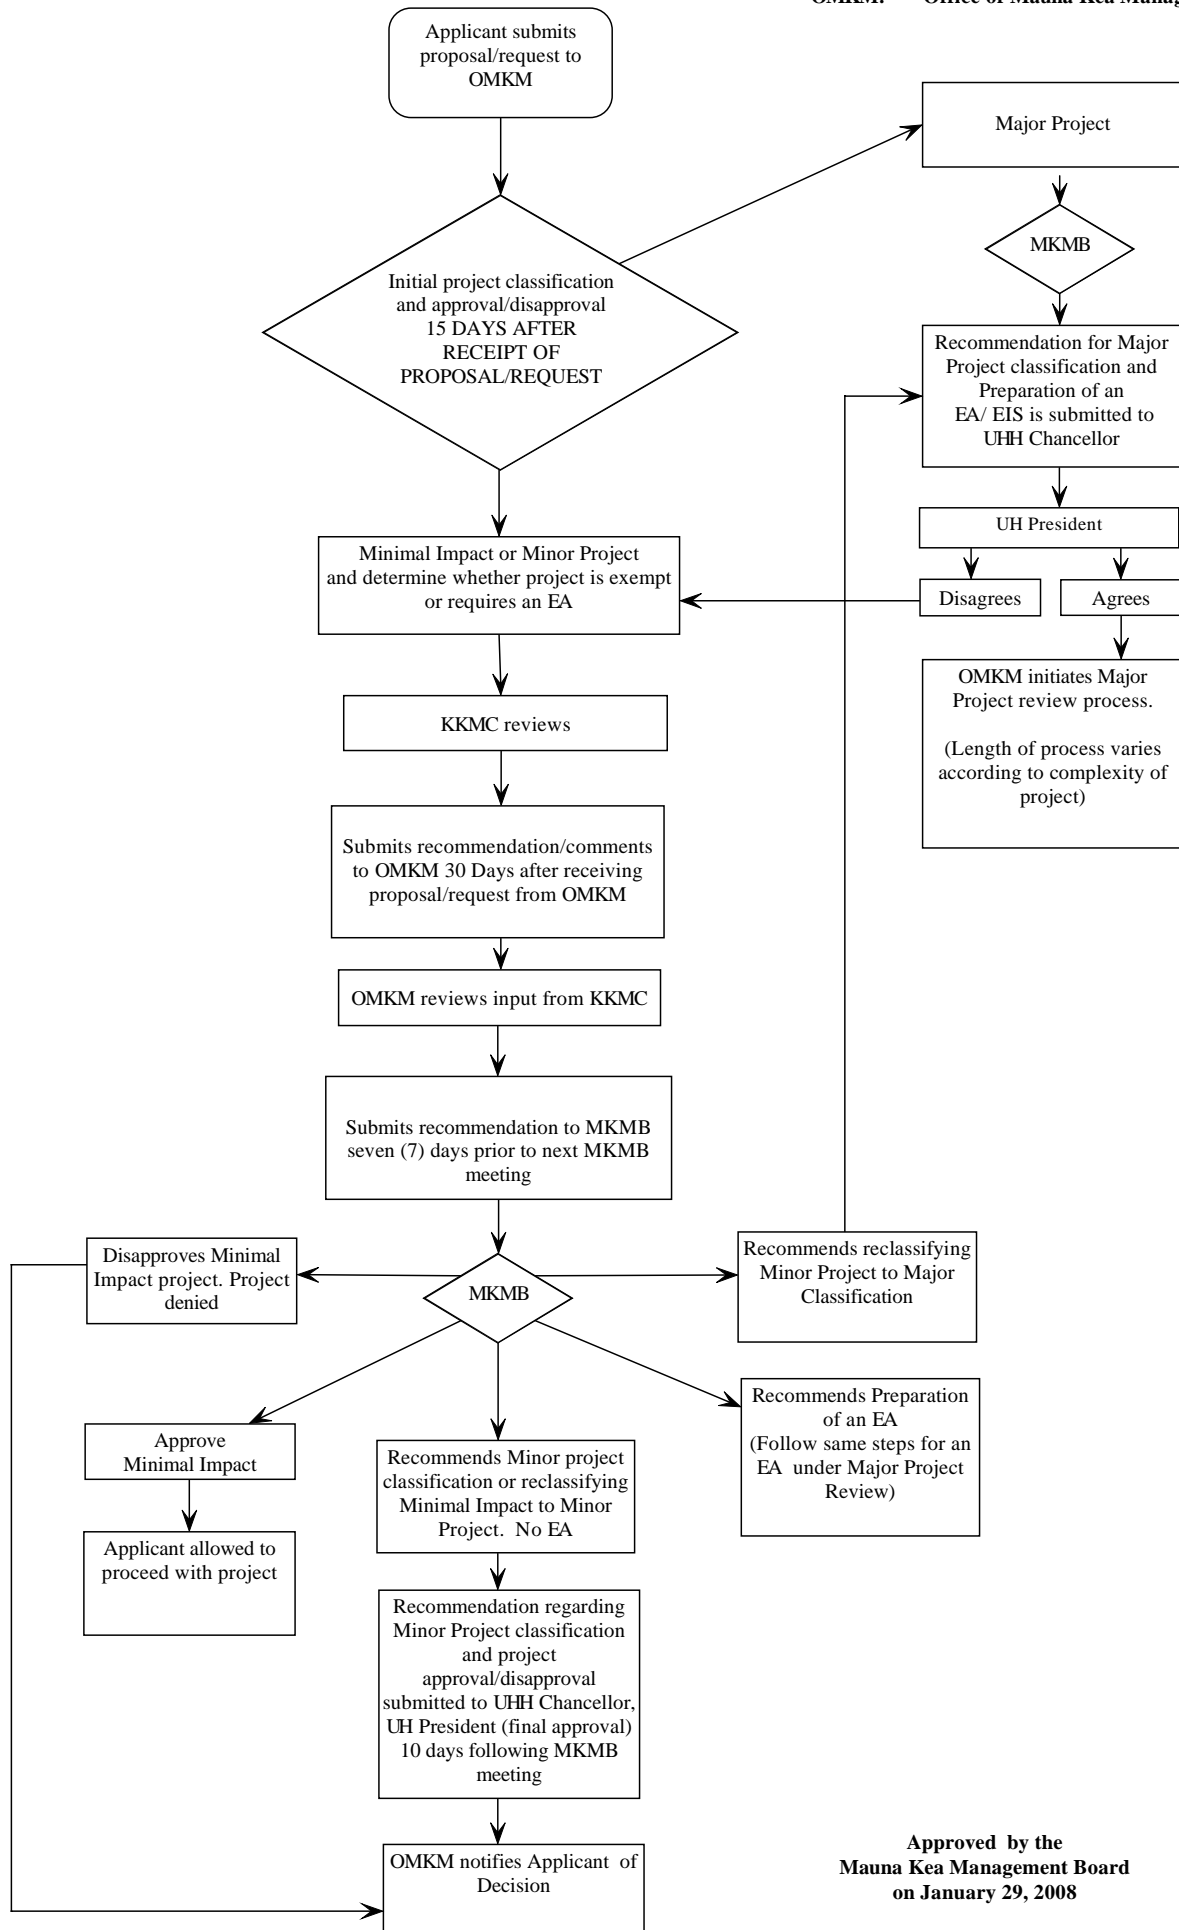 OMKM: Office of Mauna Kea Manag
Applicant submits
proposal/request to
OMKM
Major Project
MKMB
Initial project classification
and approval/disapproval
15 DAYS AFTER
RECEIPT OF
PROPOSAL/REQUEST
Recommendation for Major
Project classification and
Preparation of an
EA/ EIS is submitted to
UHH Chancellor
UH President
Disagrees
Agrees
Minimal Impact or Minor Project
and determine whether project is exempt
or requires an EA
OMKM initiates Major
Project review process.
(Length of process varies
according to complexity of
project)
KKMC reviews
Submits recommendation/comments
to OMKM 30 Days after receiving
proposal/request from OMKM
OMKM reviews input from KKMC
Submits recommendation to MKMB
seven (7) days prior to next MKMB
meeting
Disapproves Minimal
Impact project. Project
denied
MKMB
Recommends reclassifying
Minor Project to Major
Classification
Approve
Minimal Impact
Recommends Minor project
classification or reclassifying
Minimal Impact to Minor
Project. No EA
Recommends Preparation
of an EA
(Follow same steps for an
EA under Major Project
Review)
Applicant allowed to
proceed with project
Recommendation regarding
Minor Project classification
and project
approval/disapproval
submitted to UHH Chancellor,
UH President (final approval)
10 days following MKMB
meeting
OMKM notifies Applicant of
Decision
Approved by the
Mauna Kea Management Board
on January 29, 2008